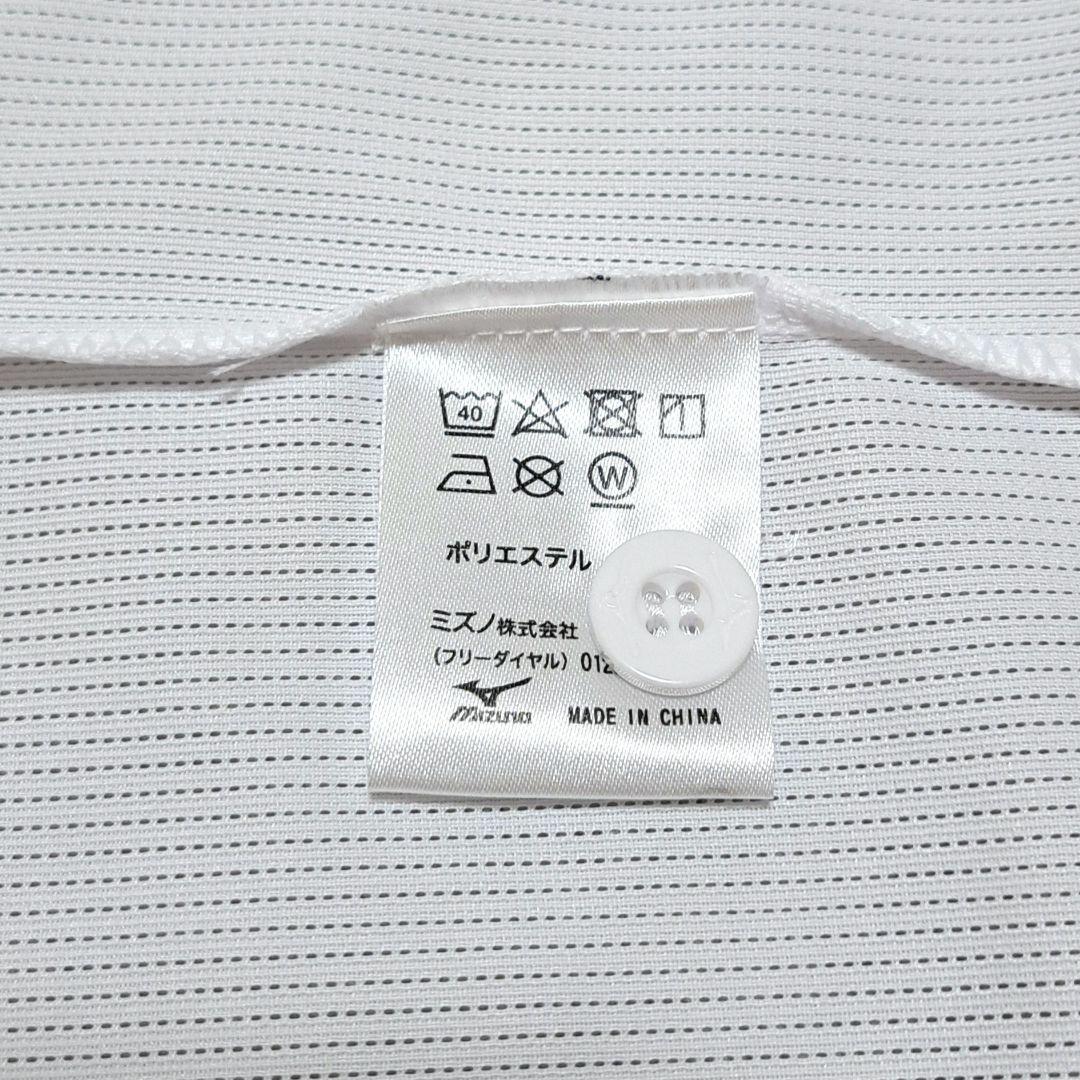 40
W
ポリエステル
ミズノ株式会社
(フリーダイヤル) 012
mizuno MADE IN CHINA